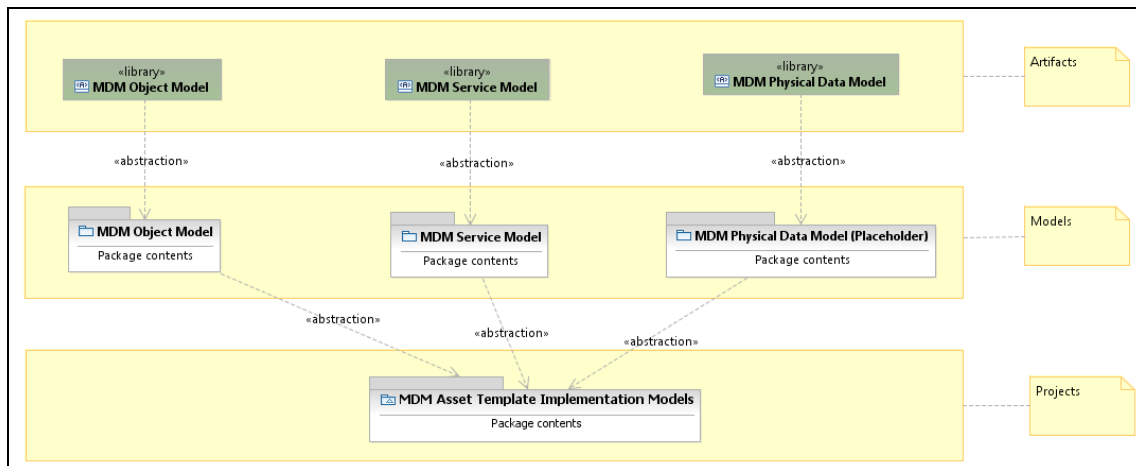 «library»
MDM Object Model
«library»
MDM Service Model
«library»
MDM Physical Data Model
Artifacts
«abstraction»
«abstraction»
«abstraction»
MDM Object Model
Package contents
MDM Service Model
Package contents
MDM Physical Data Model (Placeholder)
Package contents
Models
«abstraction»
«abstraction»
«abstraction»
MDM Asset Template Implementation Models
Package contents
Projects